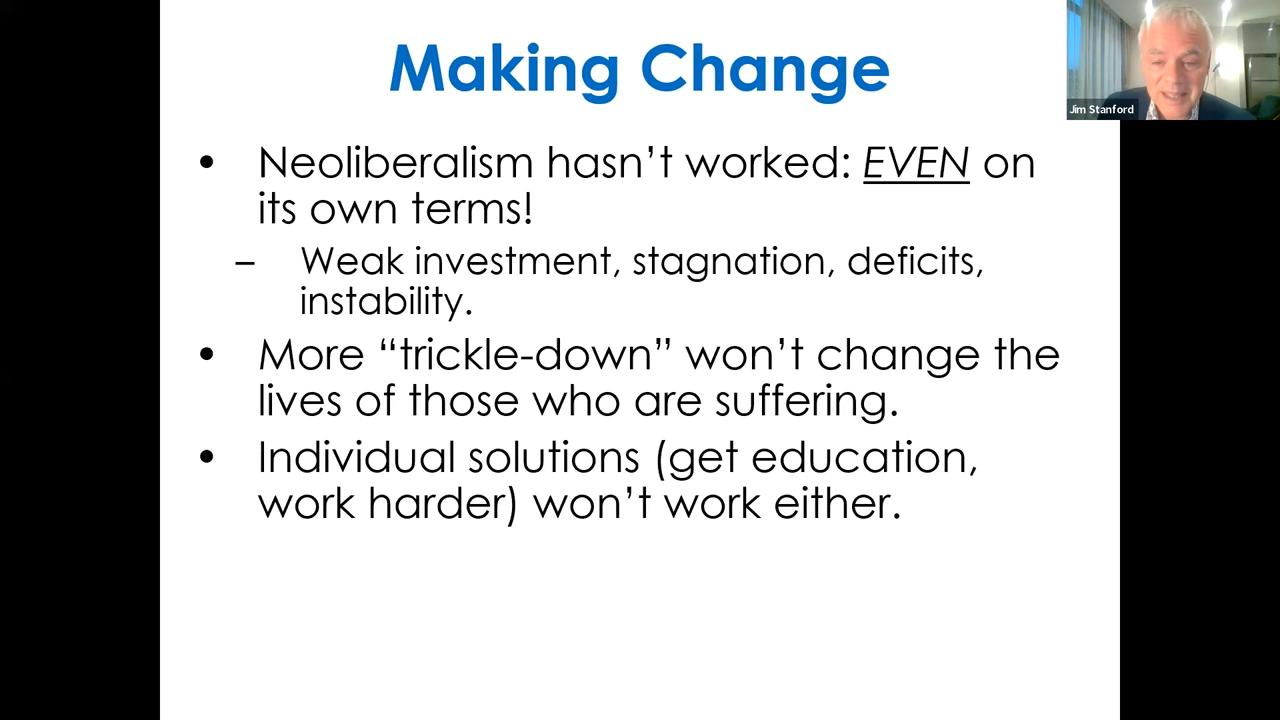 Making Change
Jim Stanford
• Neoliberalism hasn’t worked: EVEN on
its own terms!
– Weak investment, stagnation, deficits,
instability.
• More “trickle-down” won’t change the
lives of those who are suffering.
• Individual solutions (get education,
work harder) won’t work either.